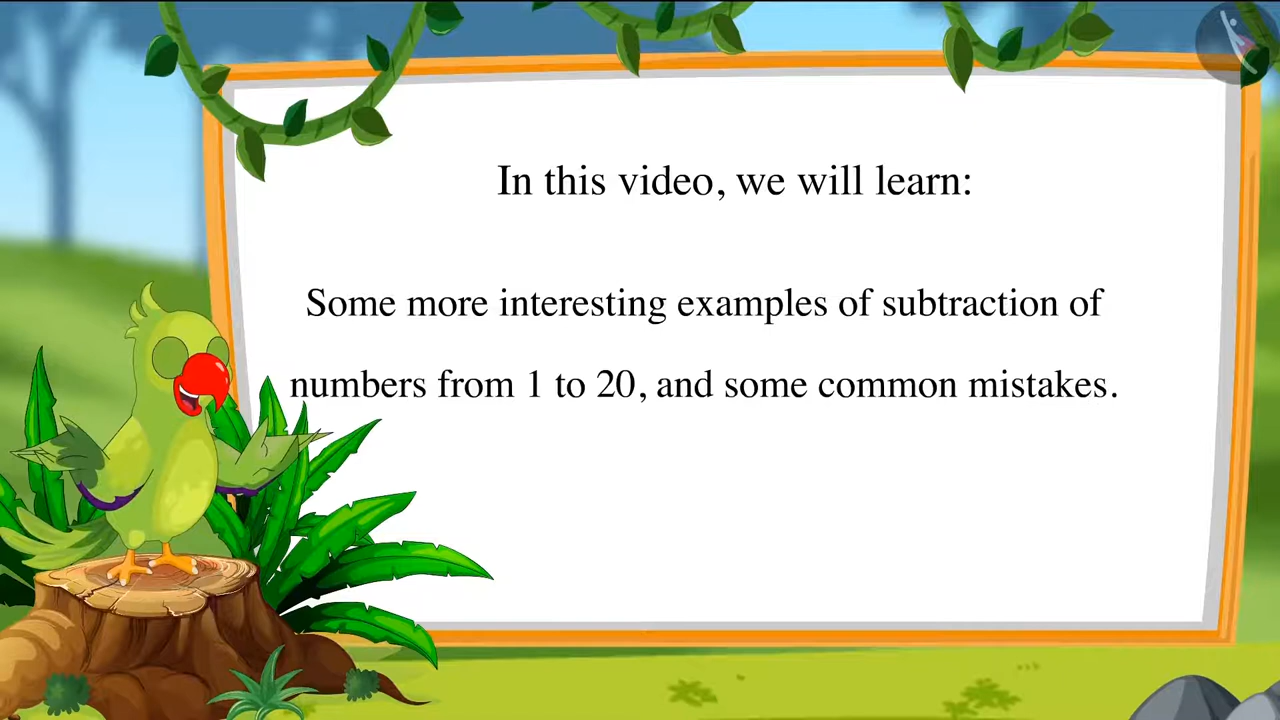 In this video, we will learn:
Some more interesting examples of subtraction of
numbers from 1 to 20, and some common mistakes.